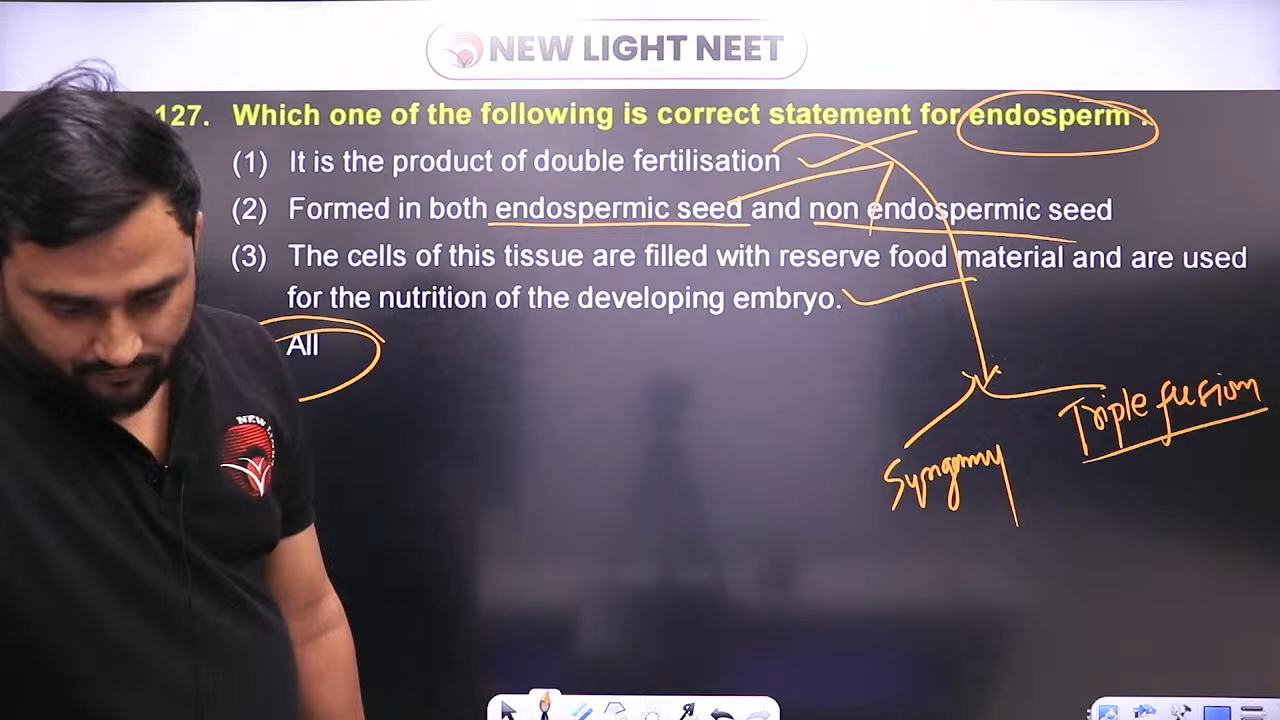 NEW LIGHT NEET
127. Which one of the following is correct statement for endosperm :
(1) It is the product of double fertilisation
(2) Formed in both endospermic seed and non endospermic seed
(3) The cells of this tissue are filled with reserve food material and are used
for the nutrition of the developing embryo.
All
Triple fusion
Syngamy
NEW